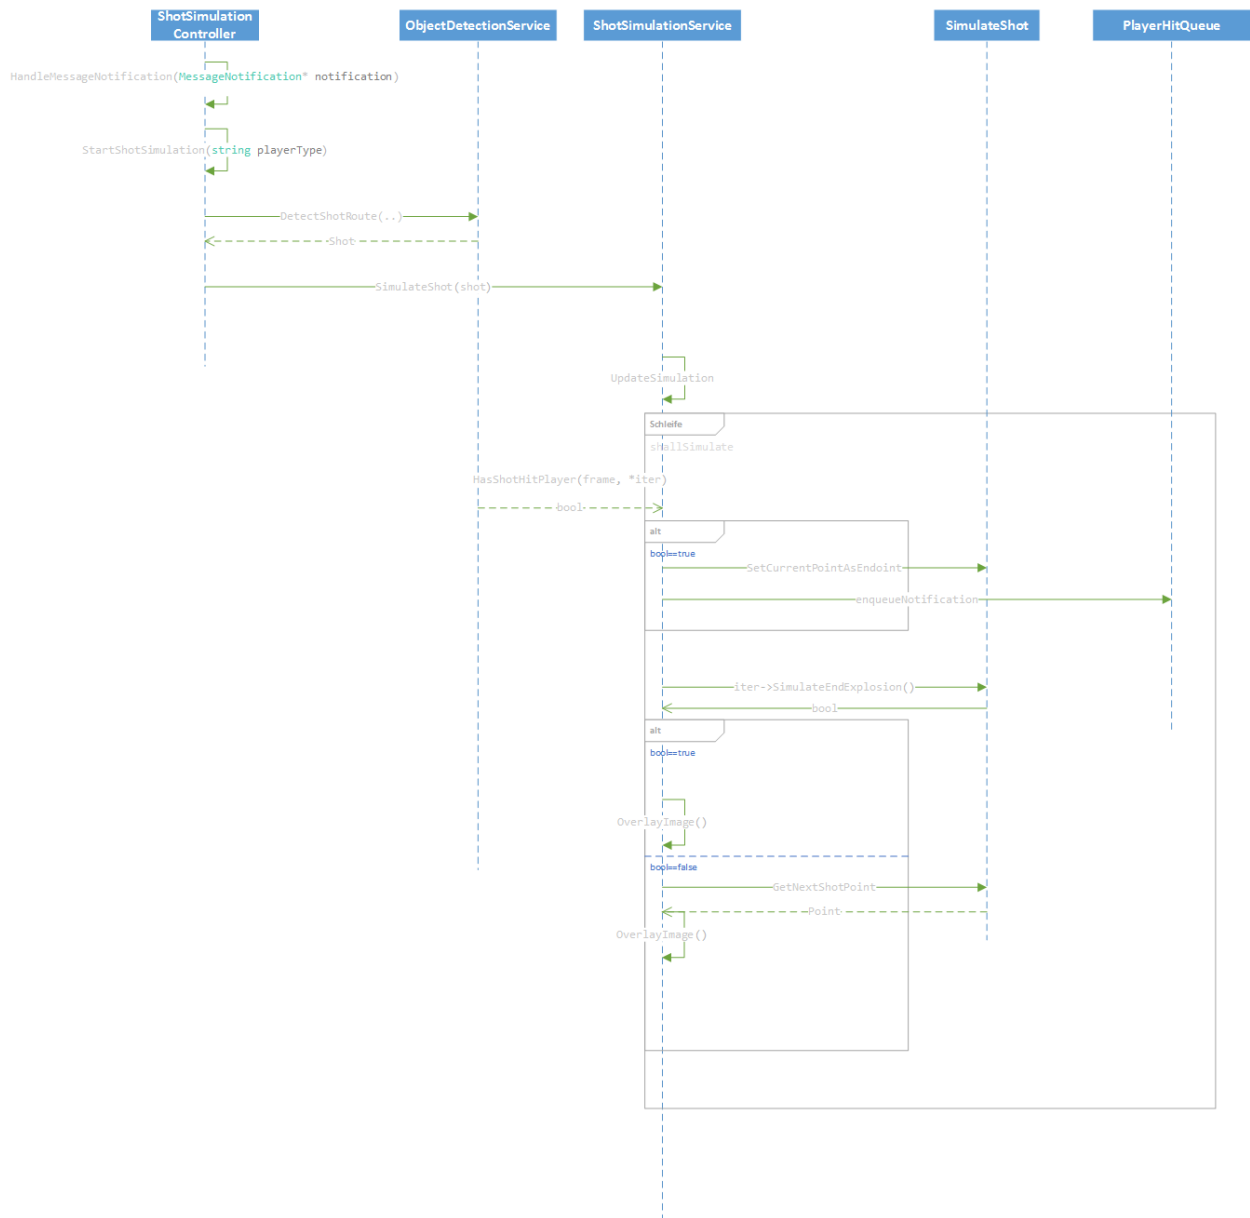 ShotSimulation
Controller
ObjectDetectionService
ShotSimulationService
SimulateShot
PlayerHitQueue
HandleMessageNotification(MessageNotification* notification)
StartShotSimulation(string playerType)
DetectShotRoute(..)
Shot
SimulateShot(shot)
UpdateSimulation
Schleife
shallSimulate
HasShotHitPlayer(frame, *iter)
bool
alt
bool==true
SetCurrentPointAsEndoint
enqueueNotification
iter->SimulateEndExplosion()
bool
alt
bool==true
OverlayImage()
bool==false
GetNextShotPoint
Point
OverlayImage()